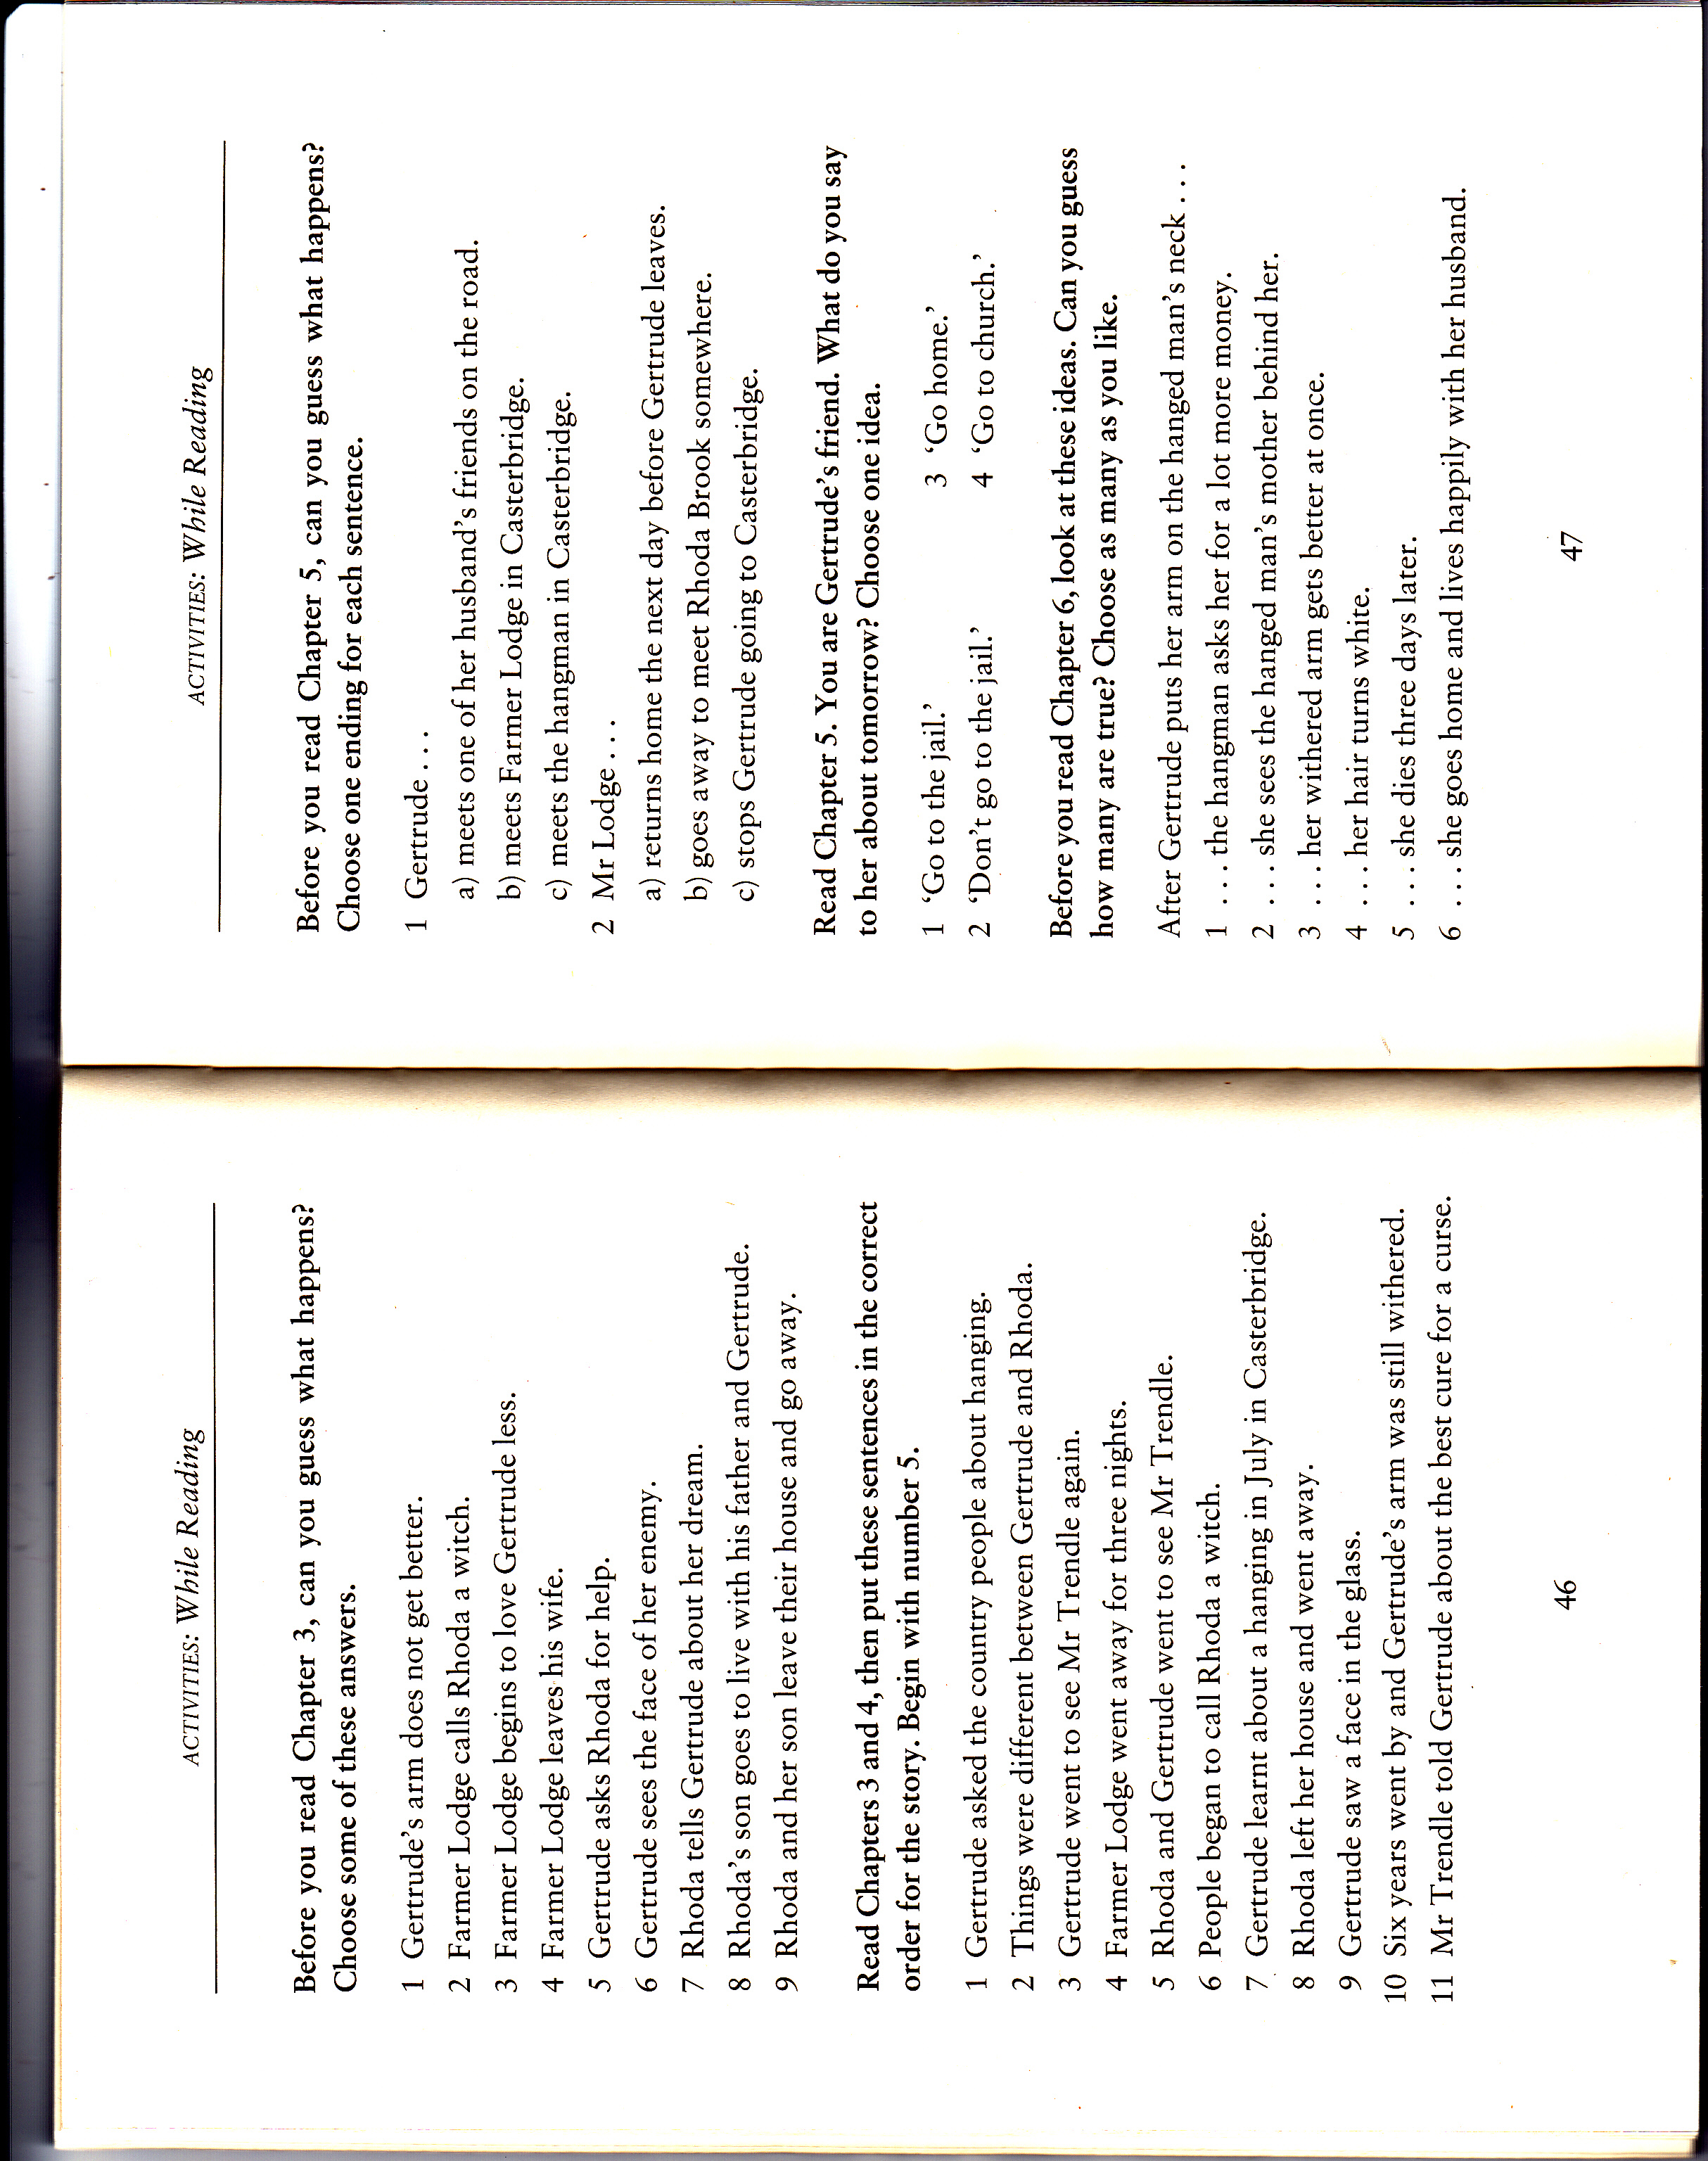 ACTIVITIES: While Reading
Before you read Chapter 3, can you guess what happens?
Choose some of these answers.
1 Gertrude's arm does not get better.
2 Farmer Lodge calls Rhoda a witch.
3 Farmer Lodge begins to love Gertrude less.
4 Farmer Lodge leaves his wife.
5 Gertrude asks Rhoda for help.
6 Gertrude sees the face of her enemy.
7 Rhoda tells Gertrude about her dream.
8 Rhoda's son goes to live with his father and Gertrude.
9 Rhoda and her son leave their house and go away.
Read Chapters 3 and 4, then put these sentences in the correct
order for the story. Begin with number 5.
1 Gertrude asked the country people about hanging.
2 Things were different between Gertrude and Rhoda.
3 Gertrude went to see Mr Trendle again.
4 Farmer Lodge went away for three nights.
5 Rhoda and Gertrude went to see Mr Trendle.
6 People began to call Rhoda a witch.
7 Gertrude learnt about a hanging in July in Casterbridge.
8 Rhoda left her house and went away.
9 Gertrude saw a face in the glass.
10 Six years went by and Gertrude's arm was still withered.
11 Mr Trendle told Gertrude about the best cure for a curse.
46
ACTIVITIES: While Reading
Before you read Chapter 5, can you guess what happens?
Choose one ending for each sentence.
1 Gertrude . . .
a) meets one of her husband's friends on the road.
b) meets Farmer Lodge in Casterbridge.
c) meets the hangman in Casterbridge.
2 Mr Lodge . . .
a) returns home the next day before Gertrude leaves.
b) goes away to meet Rhoda Brook somewhere.
c) stops Gertrude going to Casterbridge.
Read Chapter 5. You are Gertrude's friend. What do you say
to her about tomorrow? Choose one idea.
1 'Go to the jail.' 3 'Go home.'
2 'Don't go to the jail.' 4 'Go to church.'
Before you read Chapter 6, look at these ideas. Can you guess
how many are true? Choose as many as you like.
After Gertrude puts her arm on the hanged man's neck . . .
1 . . . the hangman asks her for a lot more money.
2 . . . she sees the hanged man's mother behind her.
3 . . . her withered arm gets better at once.
4 . . . her hair turns white.
5 . . . she dies three days later.
6 . . . she goes home and lives happily with her husband.
47